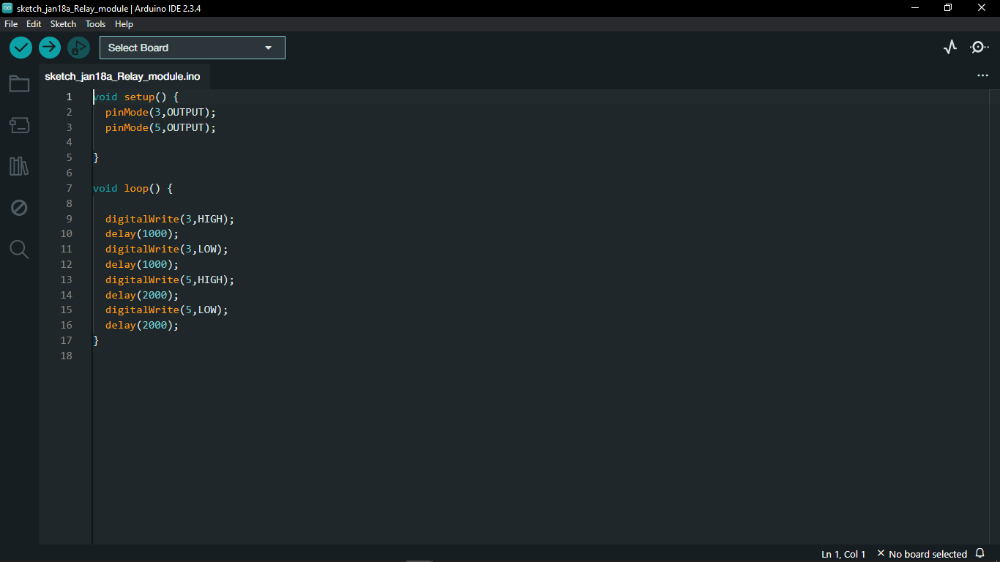 sketch_jan18a_Relay_module | Arduino IDE 2.3.4
File Edit Sketch Tools Help
Select Board
sketch_jan18a_Relay_module.ino
1 void setup() {
2 pinMode(3,OUTPUT);
3 pinMode(5,OUTPUT);
4
5 }
6
7 void loop() {
8
9 digitalWrite(3,HIGH);
10 delay(1000);
11 digitalWrite(3,LOW);
12 delay(1000);
13 digitalWrite(5,HIGH);
14 delay(2000);
15 digitalWrite(5,LOW);
16 delay(2000);
17 }
18
Ln 1, Col 1 × No board selected